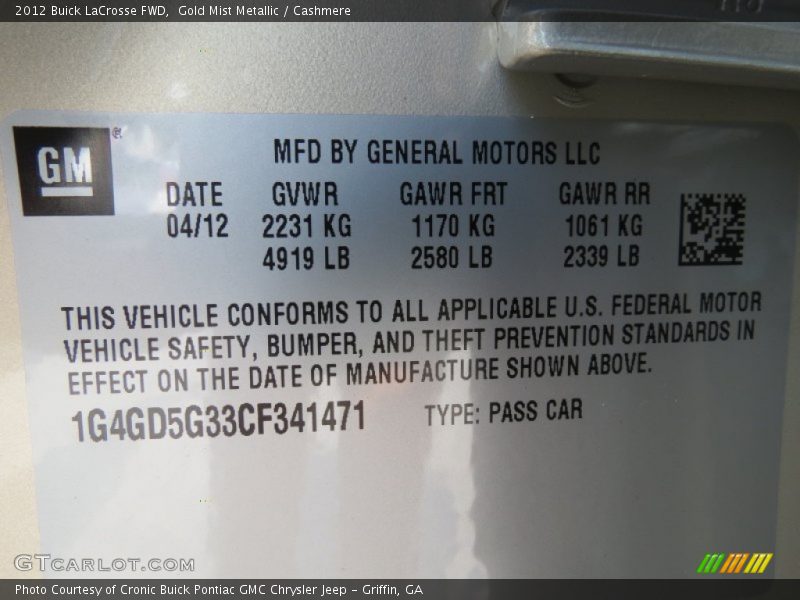 2012 Buick LaCrosse FWD,  Gold Mist Metallic / Cashmere
GM®
MFD BY GENERAL MOTORS LLC
DATE GVWR GAWR FRT GAWR RR
04/12 2231 KG 1170 KG 1061 KG
4919 LB 2580 LB 2339 LB
THIS VEHICLE CONFORMS TO ALL APPLICABLE U.S. FEDERAL MOTOR
VEHICLE SAFETY, BUMPER, AND THEFT PREVENTION STANDARDS IN
EFFECT ON THE DATE OF MANUFACTURE SHOWN ABOVE.
1G4GD5G33CF341471 TYPE: PASS CAR
GTCARLOT.COM
Photo Courtesy of Cronic Buick Pontiac GMC Chrysler Jeep - Griffin, GA